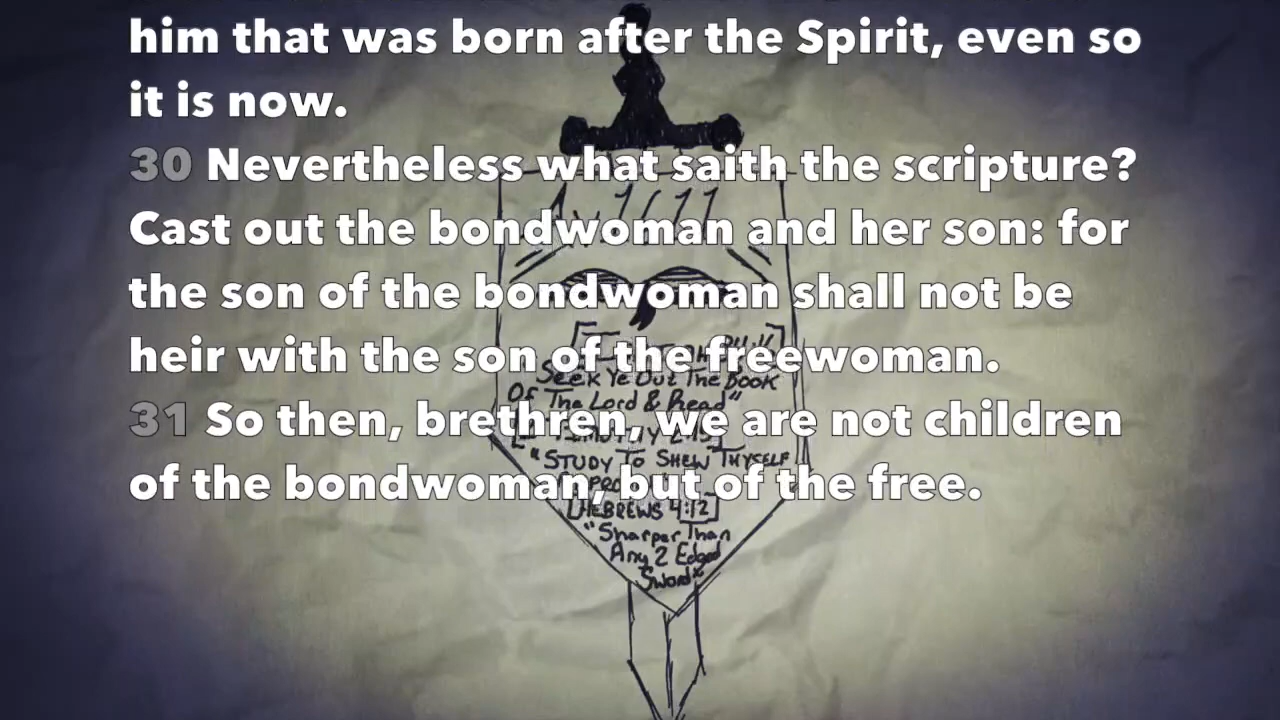 him that was born after the Spirit, even so
it is now.
30 Nevertheless what saith the scripture?
Cast out the bondwoman and her son: for
the son of the bondwoman shall not be
heir with the son of the freewoman.
31 So then, brethren, we are not children
of the bondwoman, but of the free.
Av 1611
"Seek Ye Out The Book
Of The Lord & Read"
"STUDY TO SHEW THYSELF
[HEBREWS 4:12]
"Sharper Than
Any 2 Edged
Sword"